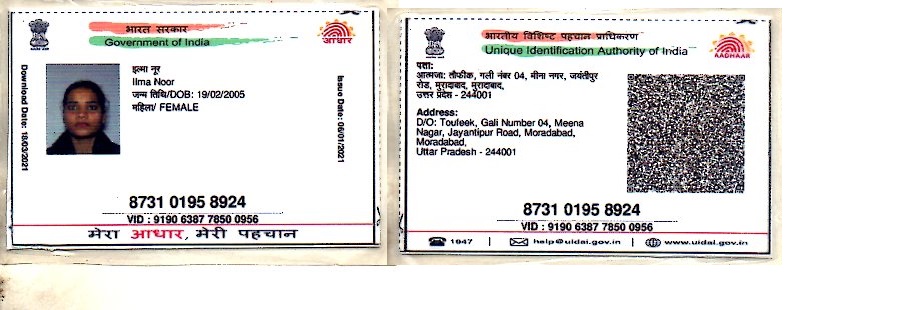 भारत सरकार
Government of India
आधार
Download Date: 18/03/2021
इल्मा नूर
Ilma Noor
जन्म तिथि/DOB: 19/02/2005
महिला/ FEMALE
Issue Date: 06/01/2021
8731 0195 8924
VID : 9190 6387 7850 0956
मेरा आधार, मेरी पहचान
भारतीय विशिष्ट पहचान प्राधिकरण
Unique Identification Authority of India
AADHAAR
पता:
आत्मजा: तौफीक, गली नंबर 04, मीना नगर, जयंतीपुर
रोड, मुरादाबाद, मुरादाबाद,
उत्तर प्रदेश - 244001
Address:
D/O: Toufeek, Gali Number 04, Meena
Nagar, Jayantipur Road, Moradabad,
Moradabad,
Uttar Pradesh - 244001
8731 0195 8924
VID : 9190 6387 7850 0956
1947 | help@uidai.gov.in | www.uidai.gov.in